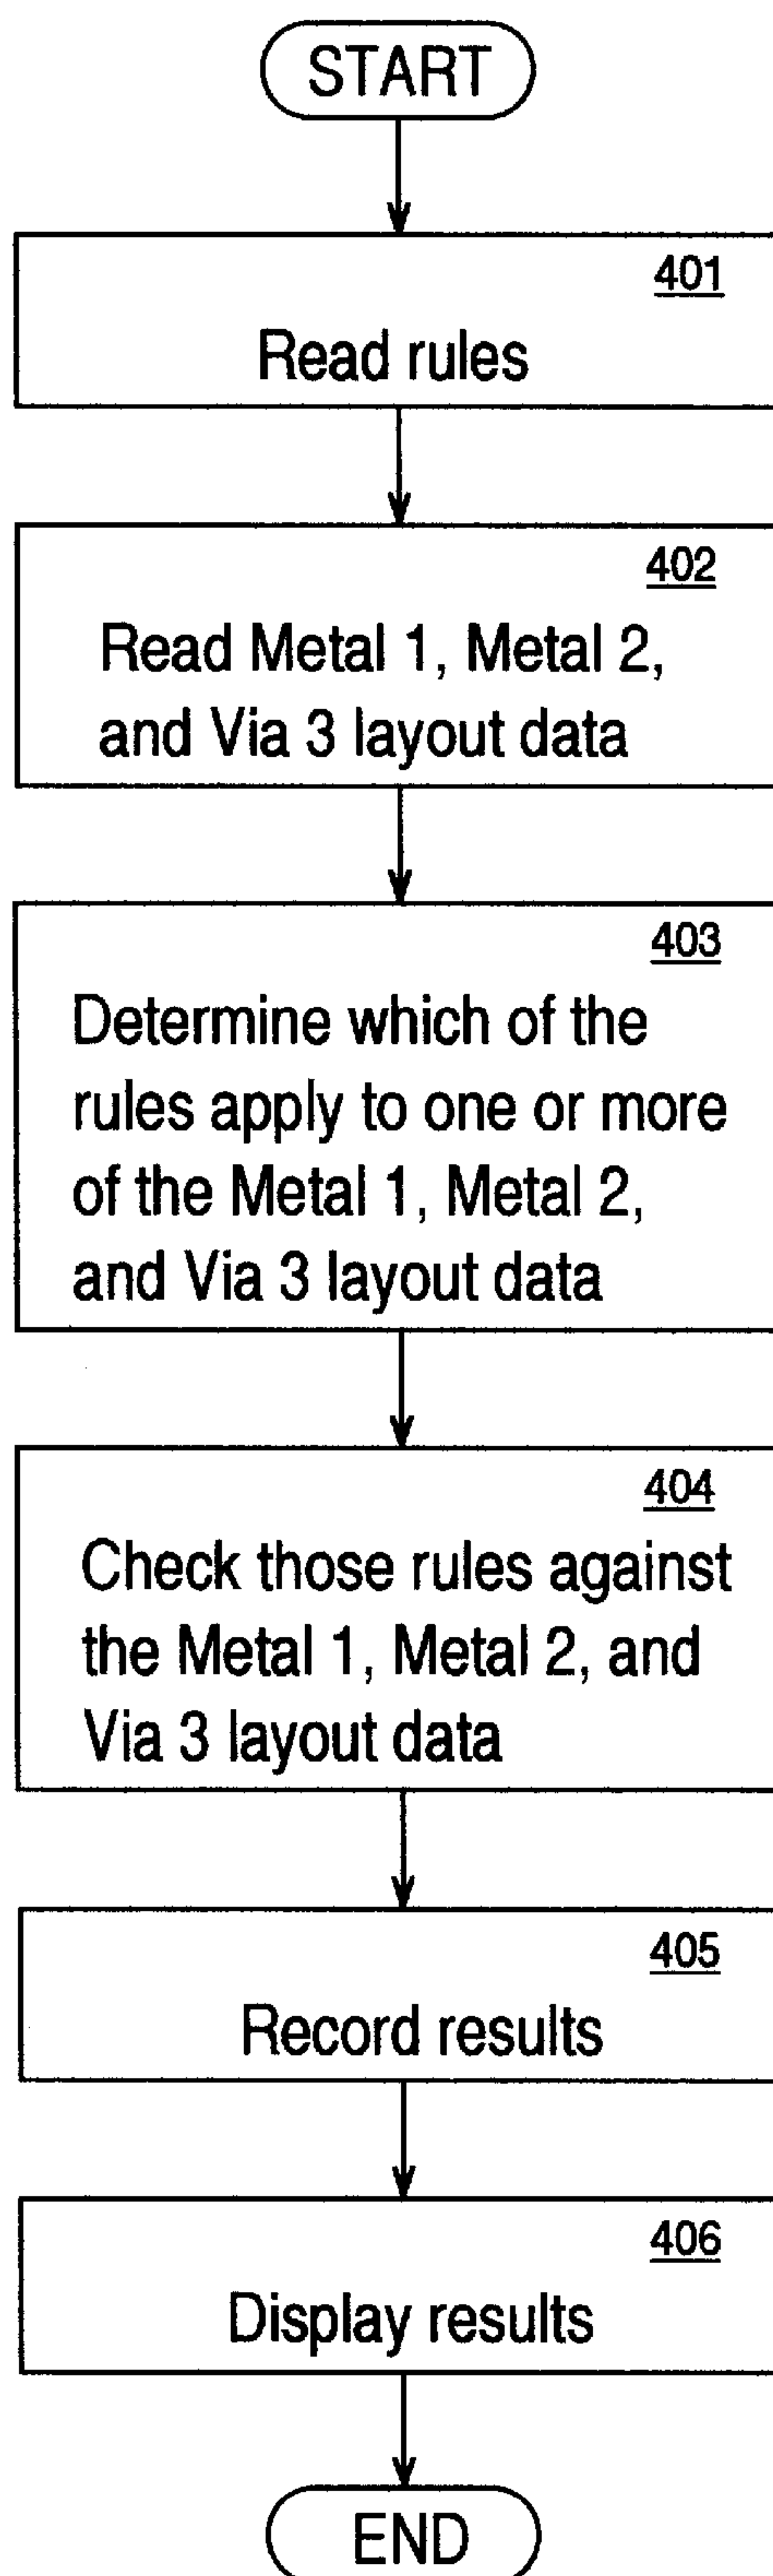 START
401
Read rules
402
Read Metal 1, Metal 2,
and Via 3 layout data
403
Determine which of the
rules apply to one or more
of the Metal 1, Metal 2,
and Via 3 layout data
404
Check those rules against
the Metal 1, Metal 2, and
Via 3 layout data
405
Record results
406
Display results
END